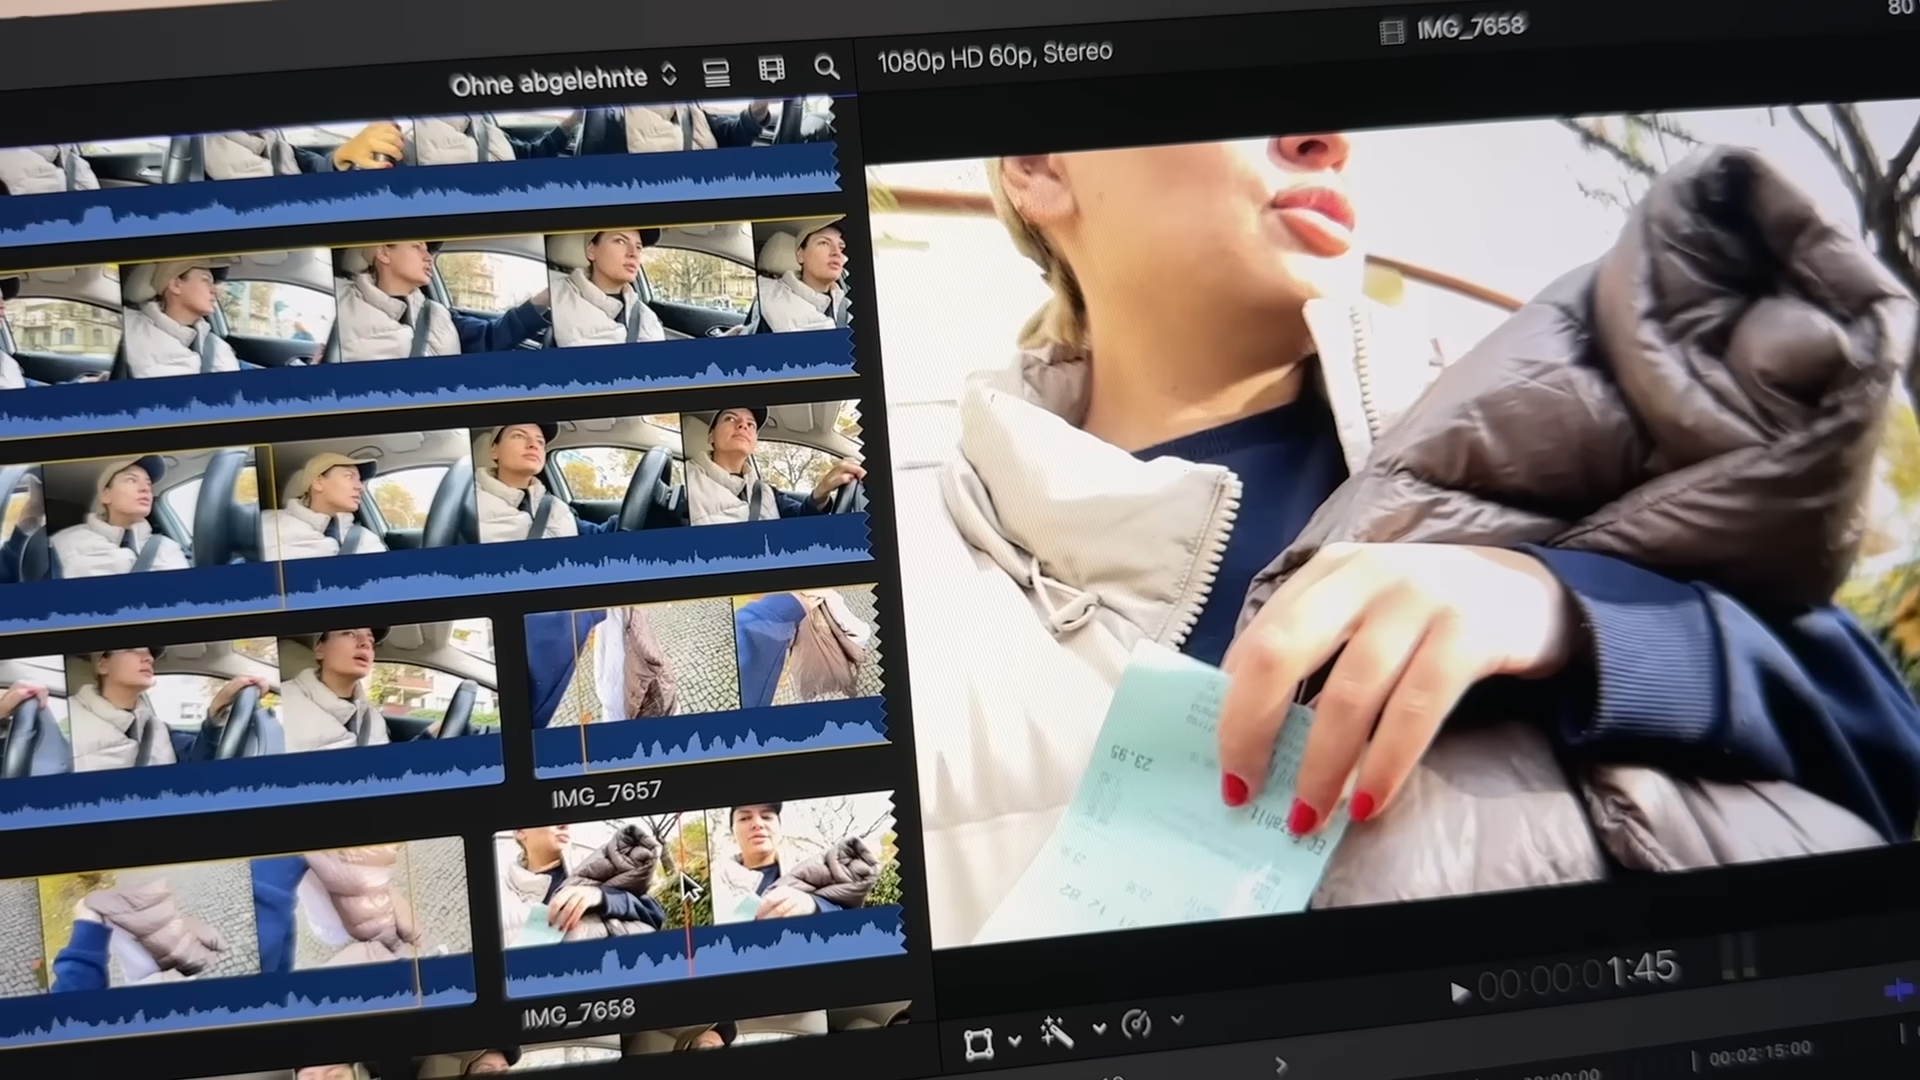 Ohne abgelehnte
1080p HD 60p, Stereo
IMG_7658
80
IMG_7657
IMG_7658
23.95
00:00:01:45
00:02:15:00